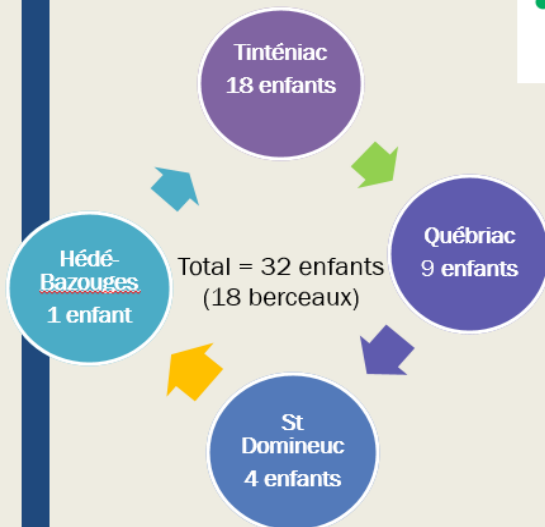 Tinténiac
18 enfants
Québriac
9 enfants
St
Domineuc
4 enfants
Hédé-
Bazouges
1 enfant
Total = 32 enfants
(18 berceaux)